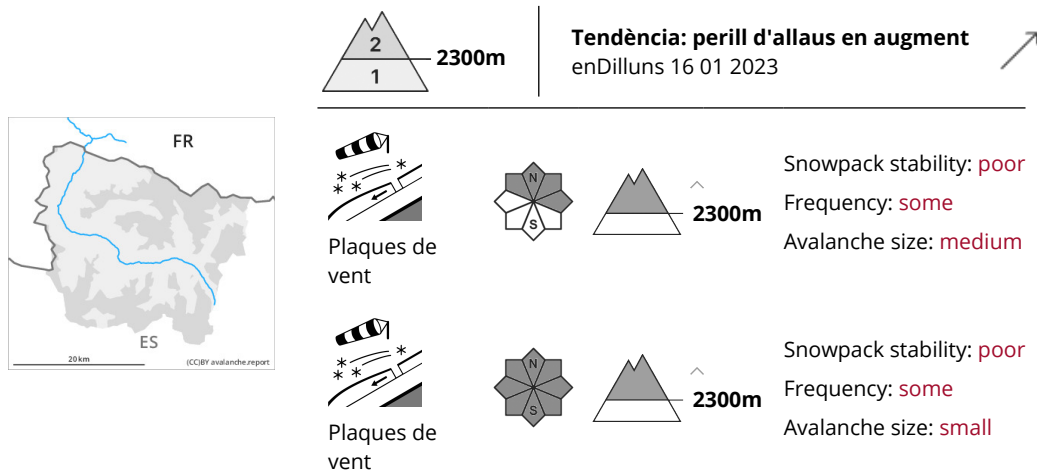 2
1
2300m
Tendència: perill d'allaus en augment
enDilluns 16 01 2023
FR
ES
20 km
(CC)BY avalanche.report
Plaques de
vent
N
S
2300m
Snowpack stability: poor
Frequency: some
Avalanche size: medium
Plaques de
vent
N
S
2300m
Snowpack stability: poor
Frequency: some
Avalanche size: small